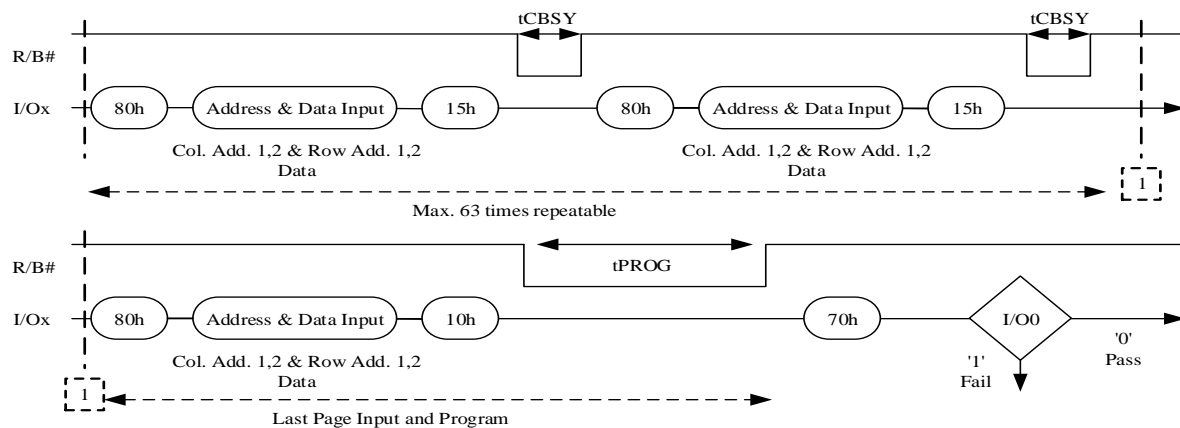 tCBSY tCBSY
R/B#
I/Ox 80h Address & Data Input 15h 80h Address & Data Input 15h
Col. Add. 1,2 & Row Add. 1,2 Col. Add. 1,2 & Row Add. 1,2
Data Data
1
Max. 63 times repeatable
R/B#
tPROG
I/Ox 80h Address & Data Input 10h 70h I/O0 '0'
Col. Add. 1,2 & Row Add. 1,2 '1' Pass
Data Fail
1
Last Page Input and Program